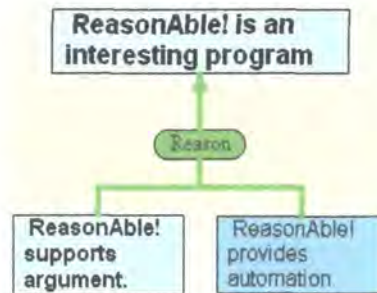 ReasonAble! is an
interesting program
Reason
ReasonAble!
supports
argument.
ReasonAble!
provides
automation